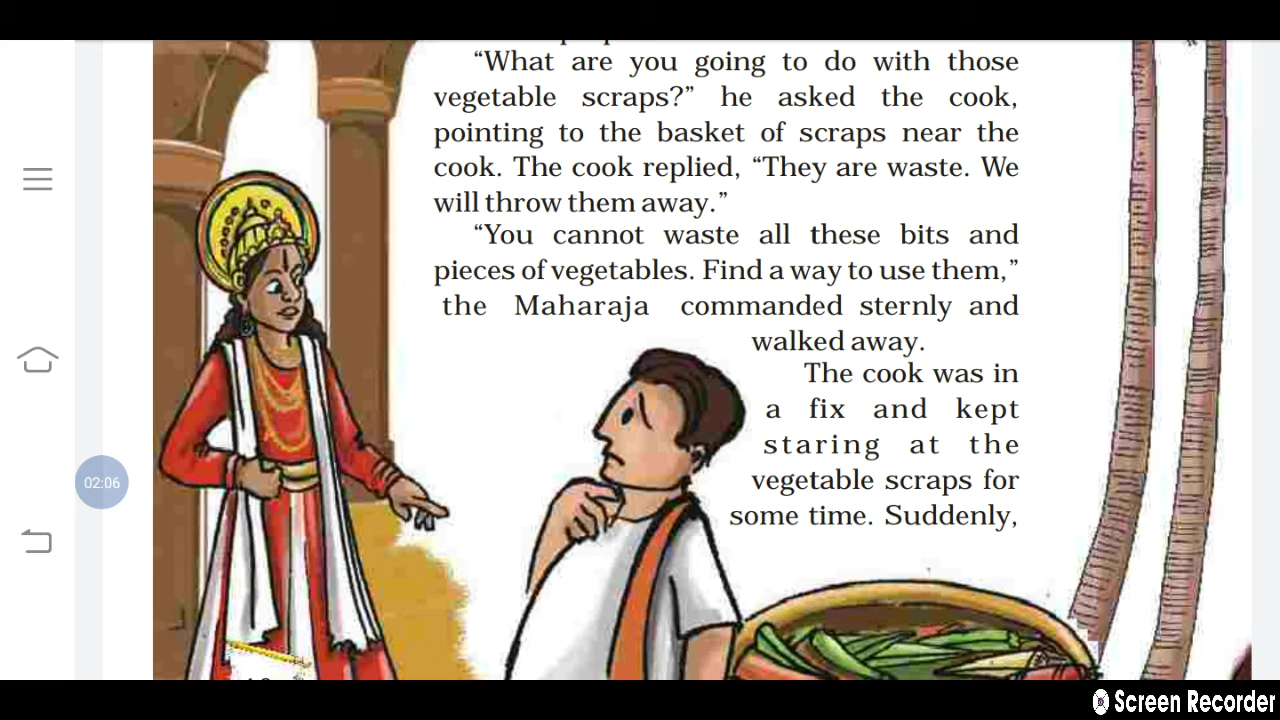 “What are you going to do with those
vegetable scraps?” he asked the cook,
pointing to the basket of scraps near the
cook. The cook replied, “They are waste. We
will throw them away.”
“You cannot waste all these bits and
pieces of vegetables. Find a way to use them,”
the Maharaja commanded sternly and
walked away.
The cook was in
a fix and kept
staring at the
vegetable scraps for
some time. Suddenly,
02:06
Screen Recorder